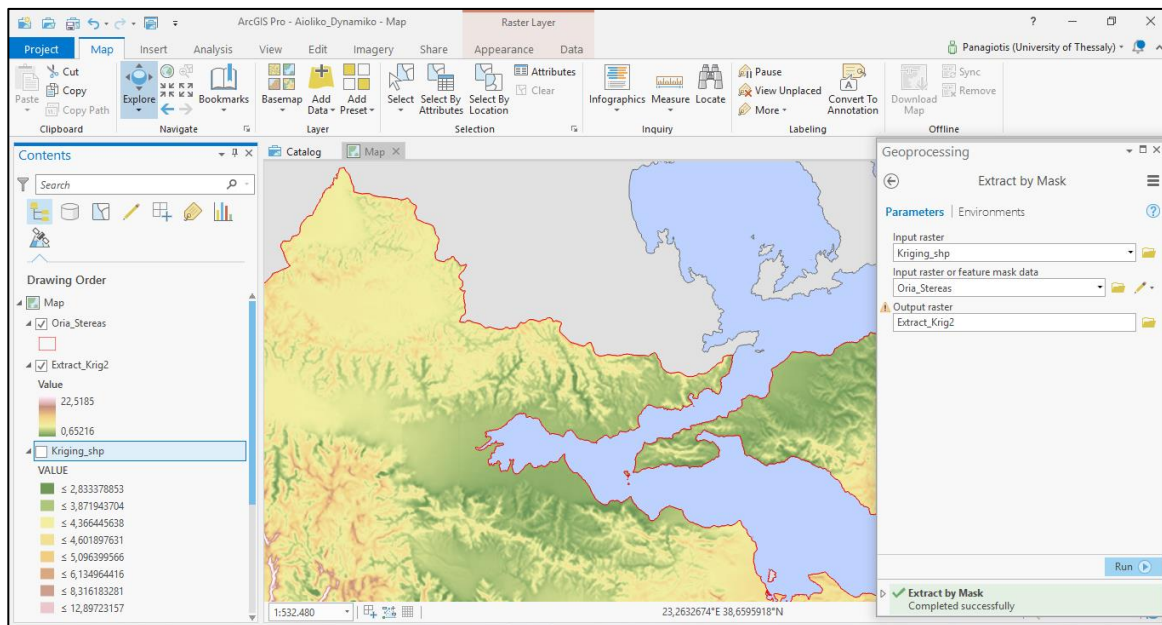 ArcGIS Pro - Aioliko_Dynamiko - Map
Raster Layer
?
Project Map Insert Analysis View Edit Imagery Share Appearance Data
Panagiotis (University of Thessaly)
Paste
Cut
Copy
Copy Path
Clipboard
Explore
Bookmarks
Navigate
Basemap
Add Data
Add Preset
Layer
Select
Select By Attributes
Select By Location
Attributes
Clear
Selection
Infographics
Measure
Locate
Inquiry
Pause
View Unplaced
More
Convert To Annotation
Labeling
Download Map
Sync
Remove
Offline
Contents
Search
Drawing Order
Map
Oria_Stereas
Extract_Krig2
Value
22,5185
0,65216
Kriging_shp
VALUE
≤ 2,833378853
≤ 3,871943704
≤ 4,366445638
≤ 4,601897631
≤ 5,096399566
≤ 6,134964416
≤ 8,316183281
≤ 12,89723157
Catalog
Map
1:532.480
23,2632674°E 38,6595918°N
Geoprocessing
Extract by Mask
Parameters | Environments
?
Input raster
Kriging_shp
Input raster or feature mask data
Oria_Stereas
Output raster
Extract_Krig2
Run
Extract by Mask
Completed successfully